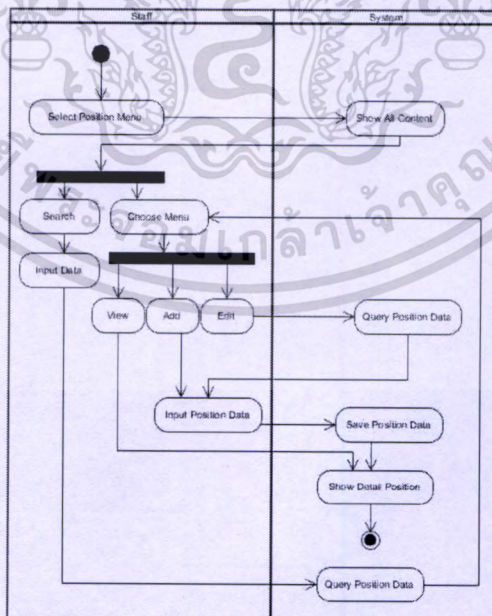 Staff
System
Select Position Menu
Show All Content
Search
Choose Menu
Input Data
View
Add
Edit
Query Position Data
Input Position Data
Save Position Data
Show Detail Position
Query Position Data